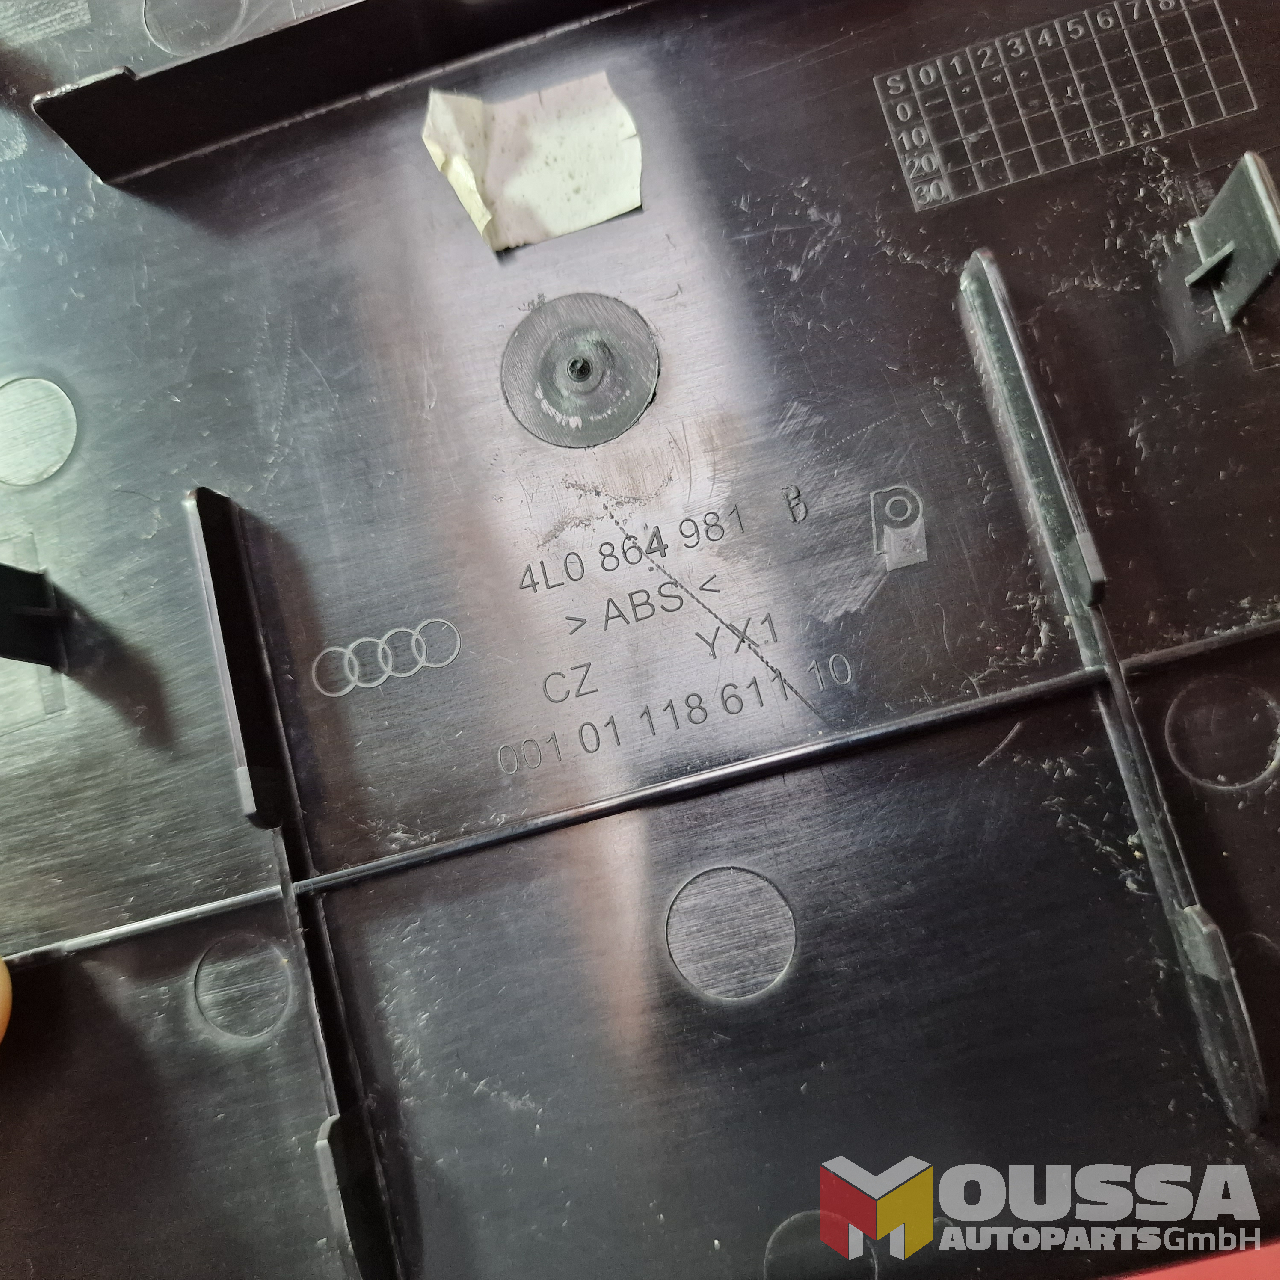 S 0 1 2 3 4 5 6 7 8
0
10
20
30
4L0 864 981 B
> ABS <
CZ YX1
001 01 118 611 10
MOUSSA
AUTOPARTS GmbH